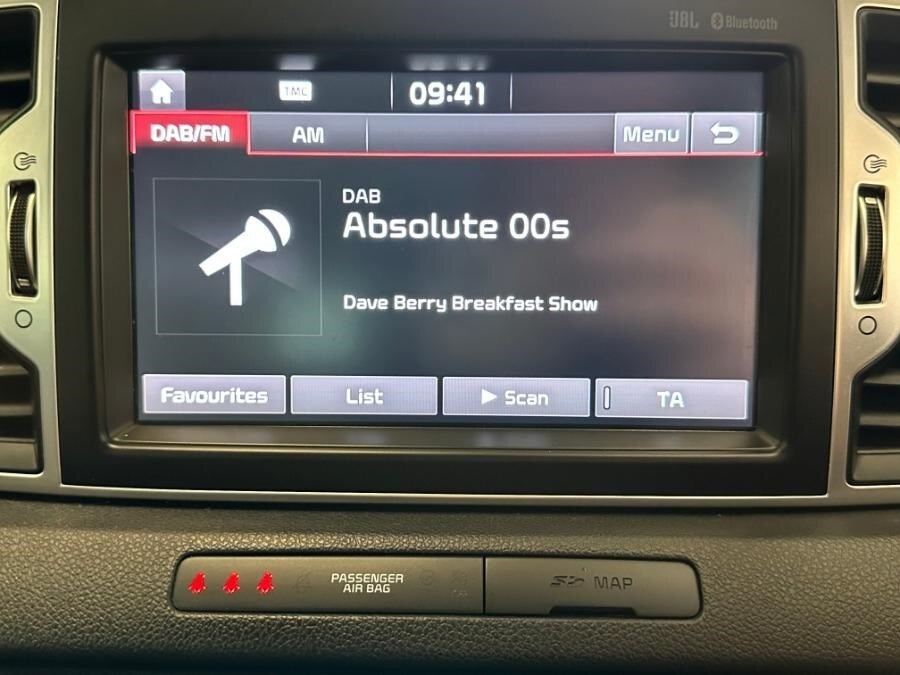 JBL Bluetooth
TMC 09:41
DAB/FM AM Menu
DAB
Absolute 00s
Dave Berry Breakfast Show
Favourites List Scan TA
PASSENGER
AIR BAG
SD MAP